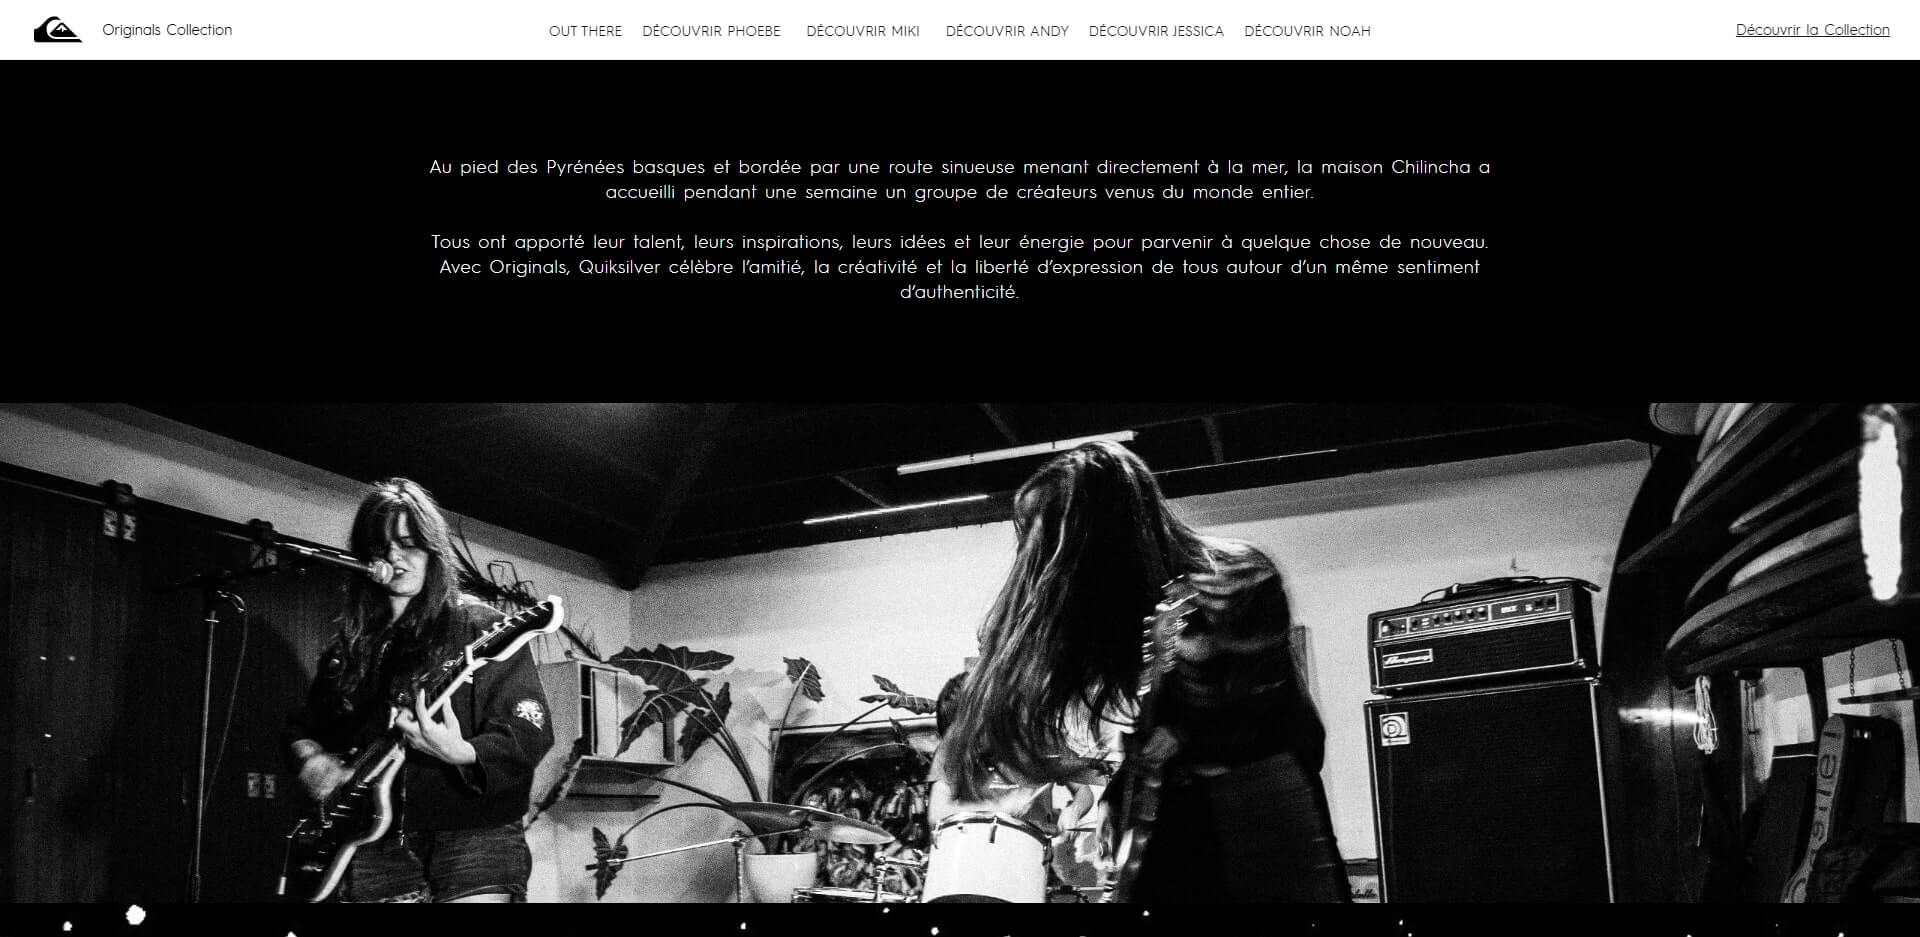 Originals Collection
OUT THERE
DÉCOUVRIR PHOEBE
DÉCOUVRIR MIKI
DÉCOUVRIR ANDY
DÉCOUVRIR JESSICA
DÉCOUVRIR NOAH
Découvrir la Collection
Au pied des Pyrénées basques et bordée par une route sinueuse menant directement à la mer, la maison Chilincha a
accueilli pendant une semaine un groupe de créateurs venus du monde entier.
Tous ont apporté leur talent, leurs inspirations, leurs idées et leur énergie pour parvenir à quelque chose de nouveau.
Avec Originals, Quiksilver célèbre l’amitié, la créativité et la liberté d’expression de tous autour d’un même sentiment
d’authenticité.
Ampeg